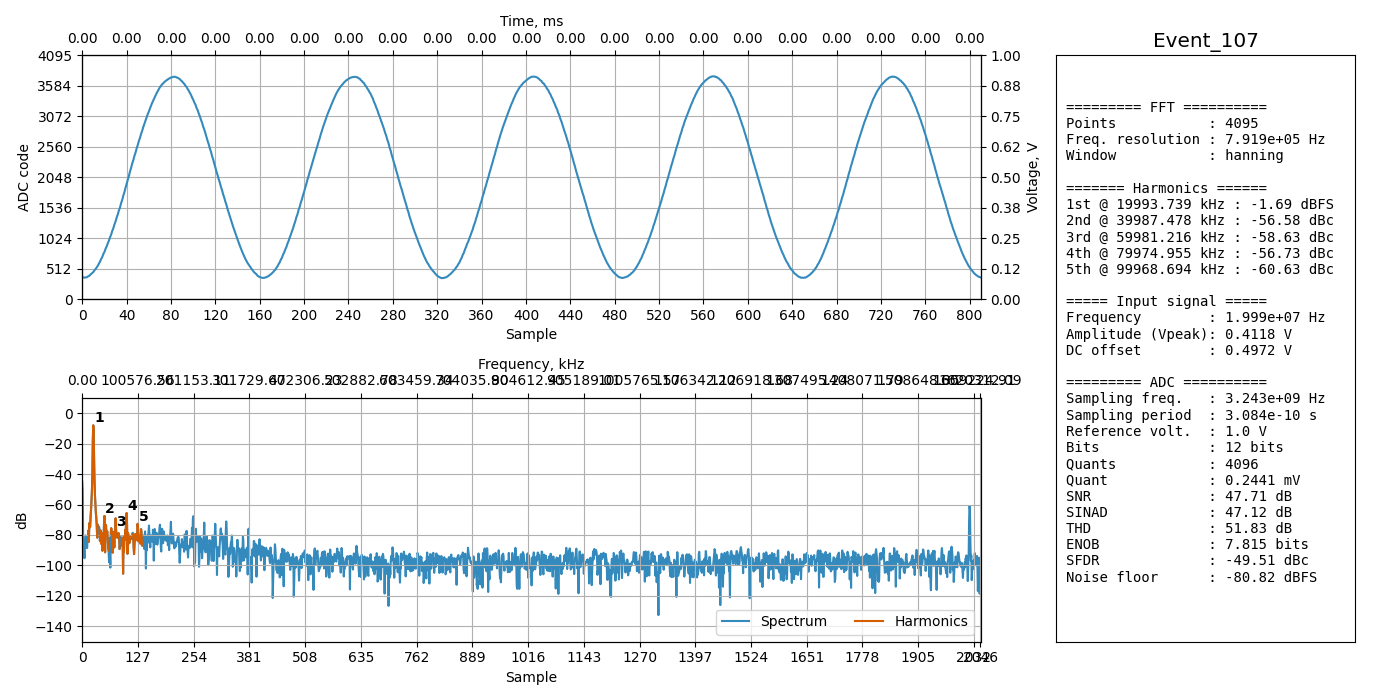 Time, ms
0.00 0.00 0.00 0.00 0.00 0.00 0.00 0.00 0.00 0.00 0.00 0.00 0.00 0.00 0.00 0.00 0.00 0.00 0.00 0.00 0.00
4095
3584
3072
2560
2048
1536
1024
512
0
ADC code
1.00
0.88
0.75
0.62
0.50
0.38
0.25
0.12
0.00
Voltage, V
0 40 80 120 160 200 240 280 320 360 400 440 480 520 560 600 640 680 720 760 800
Sample
Frequency, kHz
0.00 100576.56
0
−20
−40
−60
−80
−100
−120
−140
dB
1
2
3
4
5
Spectrum
Harmonics
0 127 254 381 508 635 762 889 1016 1143 1270 1397 1524 1651 1778 1905 2032
Sample
Event_107
========= FFT ==========
Points : 4095
Freq. resolution : 7.919e+05 Hz
Window : hanning
======= Harmonics ======
1st @ 19993.739 kHz : -1.69 dBFS
2nd @ 39987.478 kHz : -56.58 dBc
3rd @ 59981.216 kHz : -58.63 dBc
4th @ 79974.955 kHz : -56.73 dBc
5th @ 99968.694 kHz : -60.63 dBc
===== Input signal =====
Frequency : 1.999e+07 Hz
Amplitude (Vpeak): 0.4118 V
DC offset : 0.4972 V
========= ADC ==========
Sampling freq. : 3.243e+09 Hz
Sampling period : 3.084e-10 s
Reference volt. : 1.0 V
Bits : 12 bits
Quants : 4096
Quant : 0.2441 mV
SNR : 47.71 dB
SINAD : 47.12 dB
THD : 51.83 dB
ENOB : 7.815 bits
SFDR : -49.51 dBc
Noise floor : -80.82 dBFS